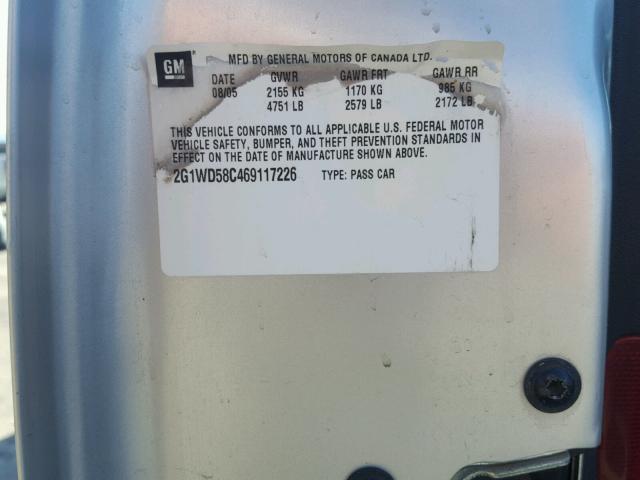 GM
MFD BY GENERAL MOTORS OF CANADA LTD.
DATE GVWR GAWR FRT GAWR RR
08/05 2155 KG 1170 KG 985 KG
4751 LB 2579 LB 2172 LB
THIS VEHICLE CONFORMS TO ALL APPLICABLE U.S. FEDERAL MOTOR
VEHICLE SAFETY, BUMPER, AND THEFT PREVENTION STANDARDS IN
EFFECT ON THE DATE OF MANUFACTURE SHOWN ABOVE.
2G1WD58C469117226 TYPE: PASS CAR